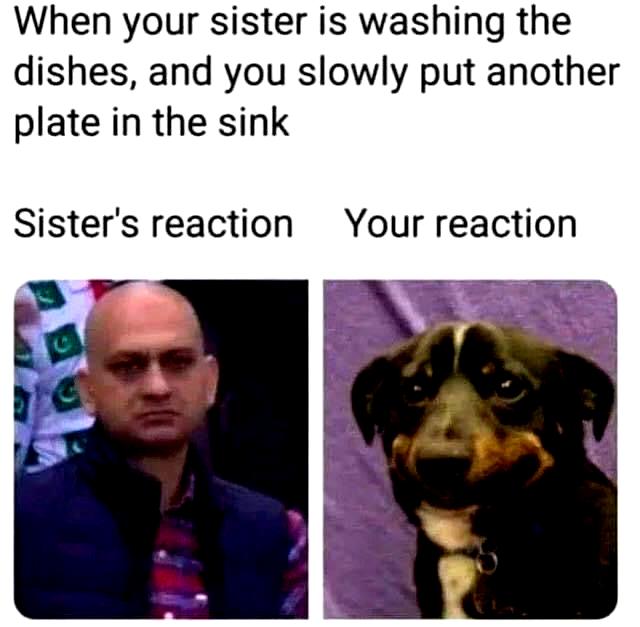 When your sister is washing the
dishes, and you slowly put another
plate in the sink
Sister's reaction
Your reaction